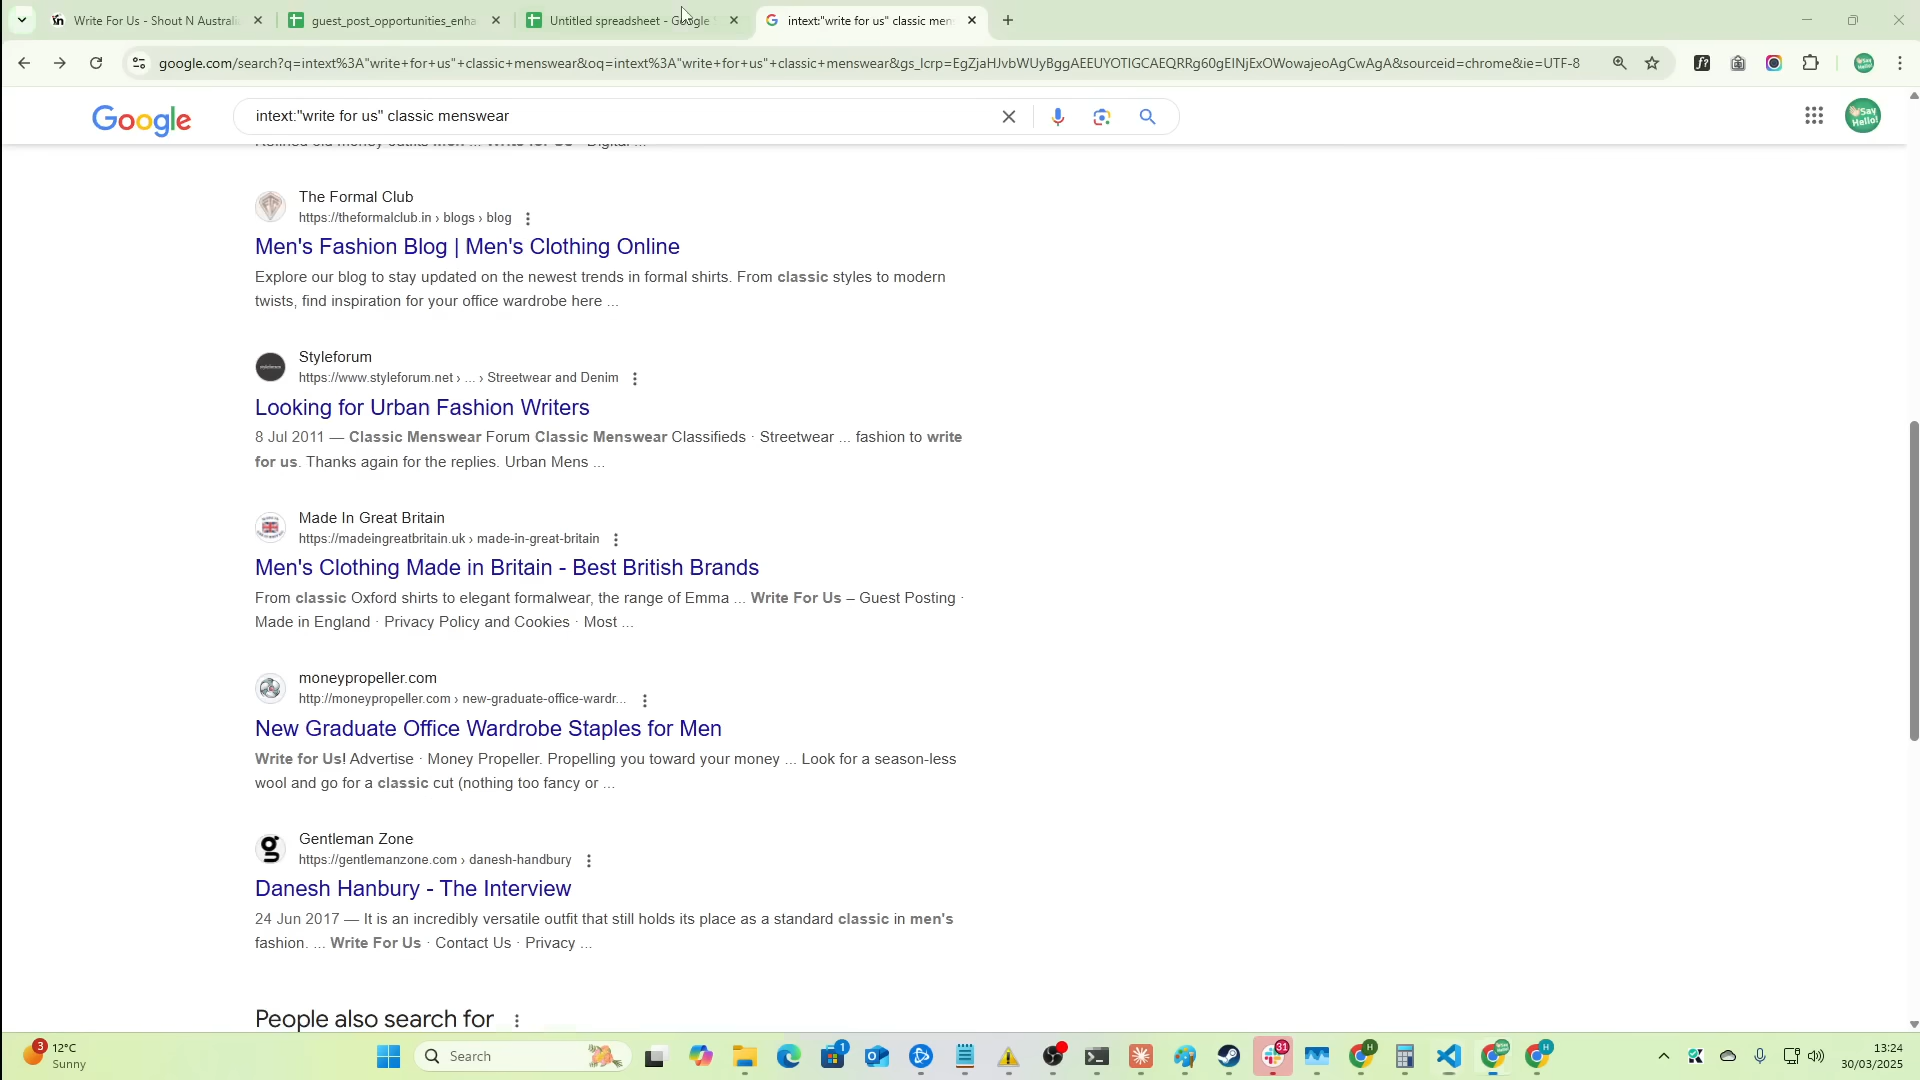 Write For Us - Shout N Australi
guest_post_opportunities_enha
Untitled spreadsheet - Google
intext:"write for us" classic mens
google.com/search?q=intext%3A"write+for+us"+classic+menswear&oq=intext%3A"write+for+us"+classic+menswear&gs_lcrp=EgZjaHJvbWUyBggAEEUYOTIGCAEQRRg60gEINjExOWowajeoAgCwAgA&sourceid=chrome&ie=UTF-8
Google
intext:"write for us" classic menswear
Say Hello!
The Formal Club
https://theformalclub.in › blogs › blog
Men's Fashion Blog | Men's Clothing Online
Explore our blog to stay updated on the newest trends in formal shirts. From classic styles to modern
twists, find inspiration for your office wardrobe here ...
Styleforum
https://www.styleforum.net › ... › Streetwear and Denim
Looking for Urban Fashion Writers
8 Jul 2011 — Classic Menswear Forum Classic Menswear Classifieds · Streetwear ... fashion to write
for us. Thanks again for the replies. Urban Mens ...
Made In Great Britain
https://madeingreatbritain.uk › made-in-great-britain
Men's Clothing Made in Britain - Best British Brands
From classic Oxford shirts to elegant formalwear, the range of Emma ... Write For Us – Guest Posting ·
Made in England · Privacy Policy and Cookies · Most ...
moneypropeller.com
http://moneypropeller.com › new-graduate-office-wardr...
New Graduate Office Wardrobe Staples for Men
Write for Us! Advertise · Money Propeller. Propelling you toward your money ... Look for a season-less
wool and go for a classic cut (nothing too fancy or ...
Gentleman Zone
https://gentlemanzone.com › danesh-handbury
Danesh Hanbury - The Interview
24 Jun 2017 — It is an incredibly versatile outfit that still holds its place as a standard classic in men's
fashion. ... Write For Us · Contact Us · Privacy ...
People also search for
3
12°C
Sunny
Search
1
31
H
H
13:24
30/03/2025